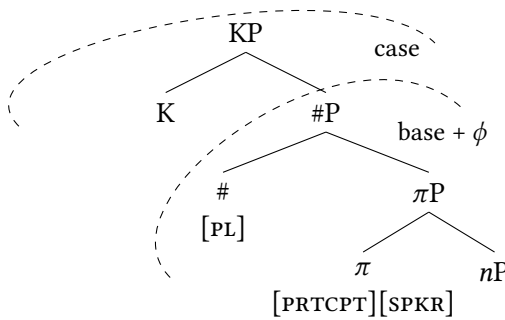 KP
case
K
#P
base + ϕ
#
πP
[PL]
π
nP
[PRTCPT][SPKR]